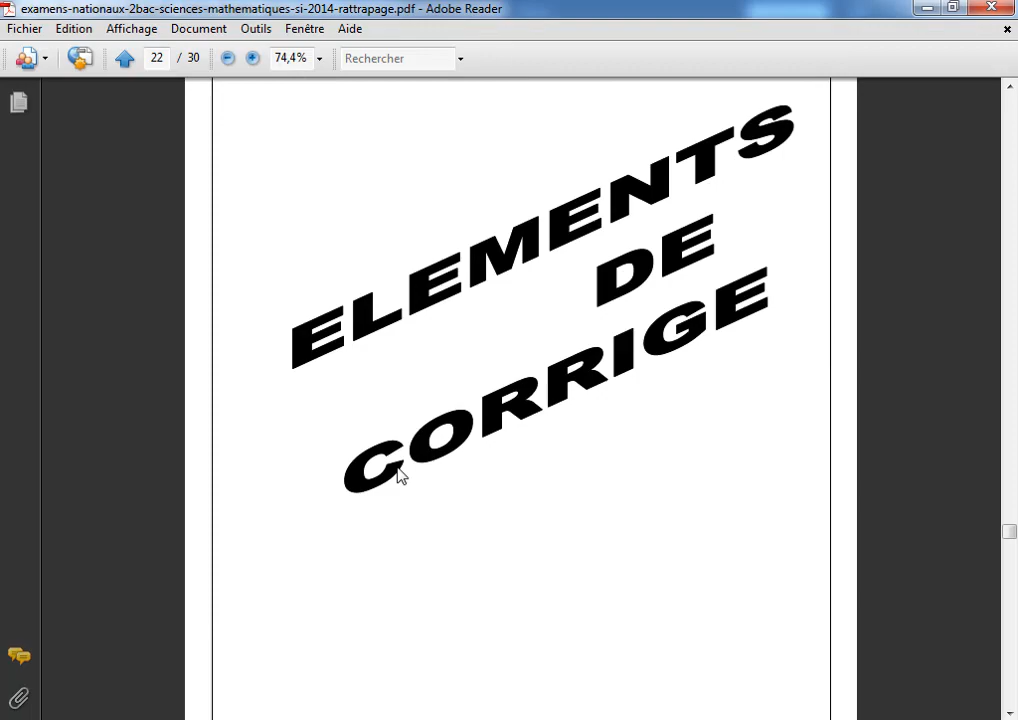 examens-nationaux-2bac-sciences-mathematiques-si-2014-rattrapage.pdf - Adobe Reader
Fichier Edition Affichage Document Outils Fenêtre Aide
22 / 30 74,4% Rechercher
ELEMENTS
DE
CORRIGE